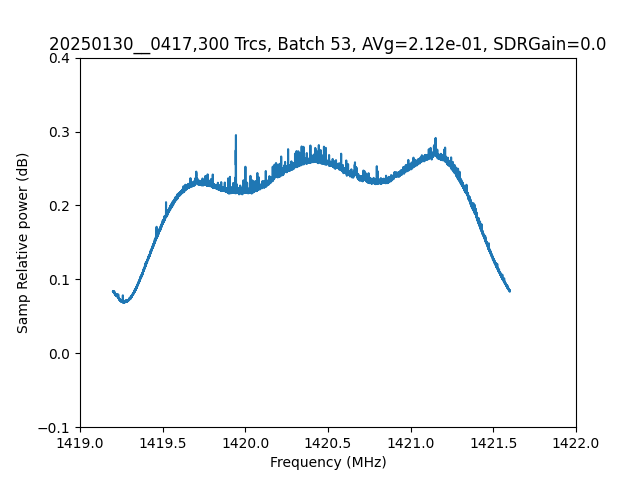 20250130__0417,300 Trcs, Batch 53, AVg=2.12e-01, SDRGain=0.0
0.4
0.3
0.2
0.1
0.0
−0.1
Samp Relative power (dB)
1419.0 1419.5 1420.0 1420.5 1421.0 1421.5 1422.0
Frequency (MHz)